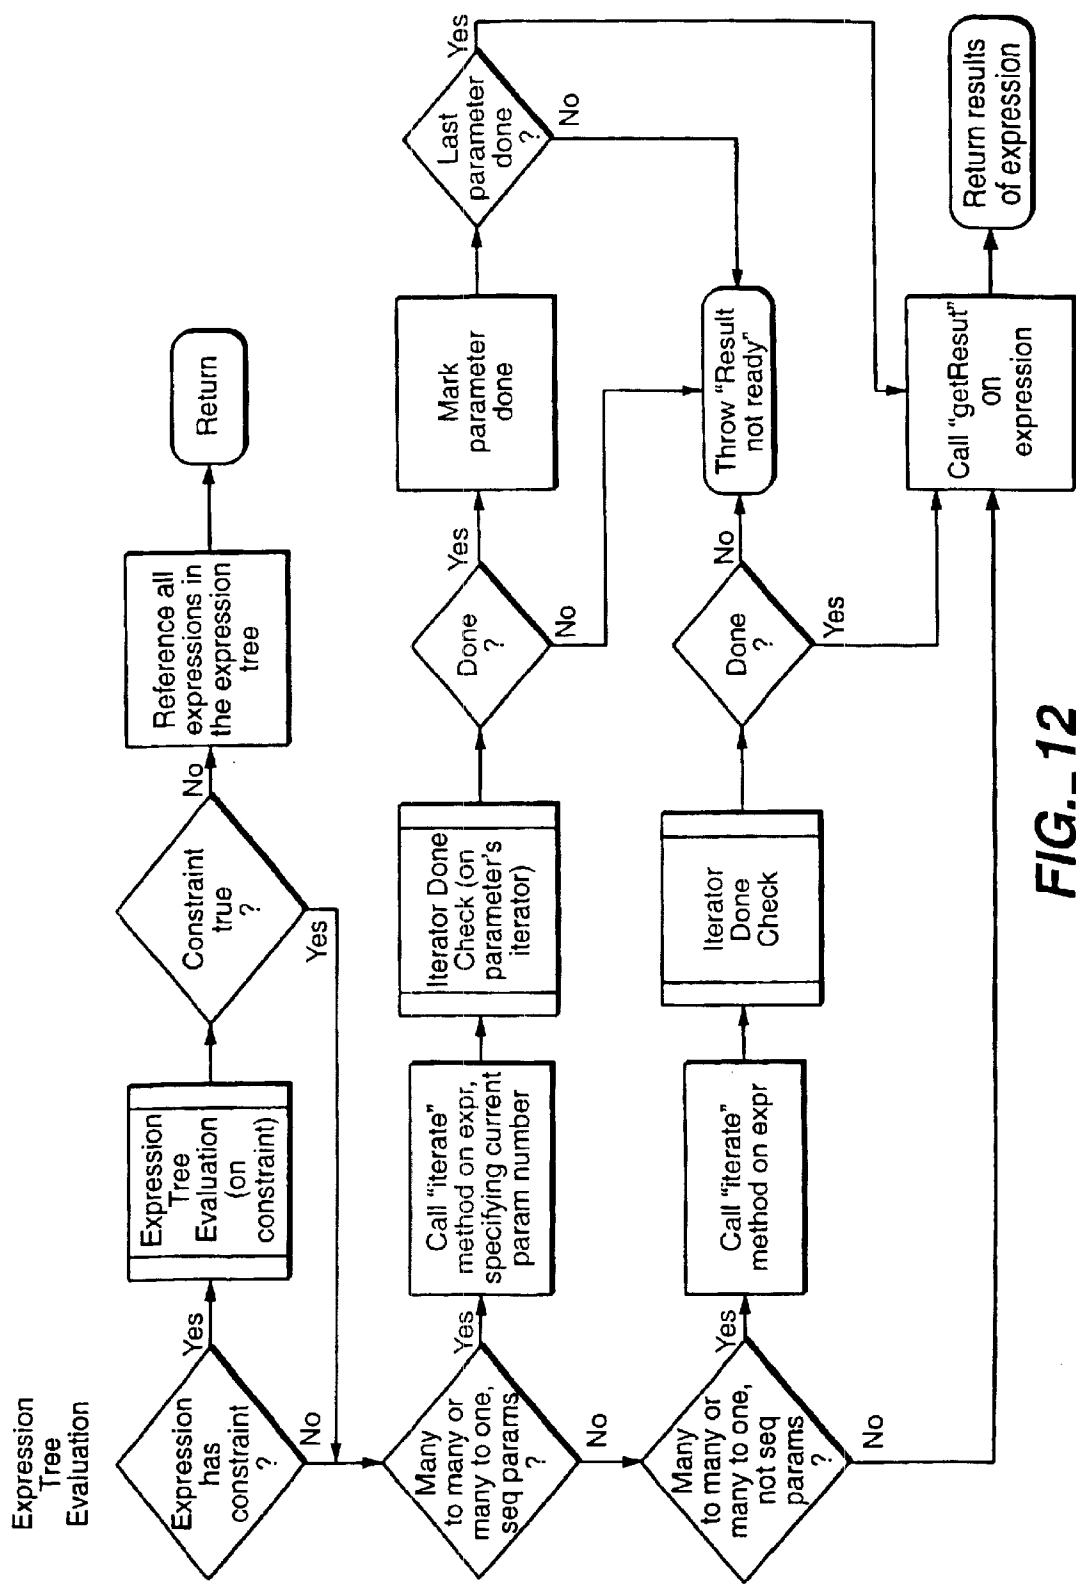 Expression
Tree
Evaluation
Expression
has
constraint
?
Yes
No
Expression
Tree
Evaluation
(on
constraint)
Constraint
true
?
No
Yes
Reference all
expressions in
the expression
tree
Return
Many
to many or
many to one,
seq params
?
Yes
No
Call "iterate"
method on expr,
specifying current
param number
Iterator Done
Check (on
parameter's
iterator)
Done
?
Yes
No
Mark
parameter
done
Last
parameter
done
?
Yes
No
Many
to many or
many to one,
not seq
params
?
Yes
No
Call "iterate"
method on expr
Iterator
Done
Check
Done
?
No
Yes
Throw "Result
not ready"
Call "getResut"
on
expression
Return results
of expression
FIG._12